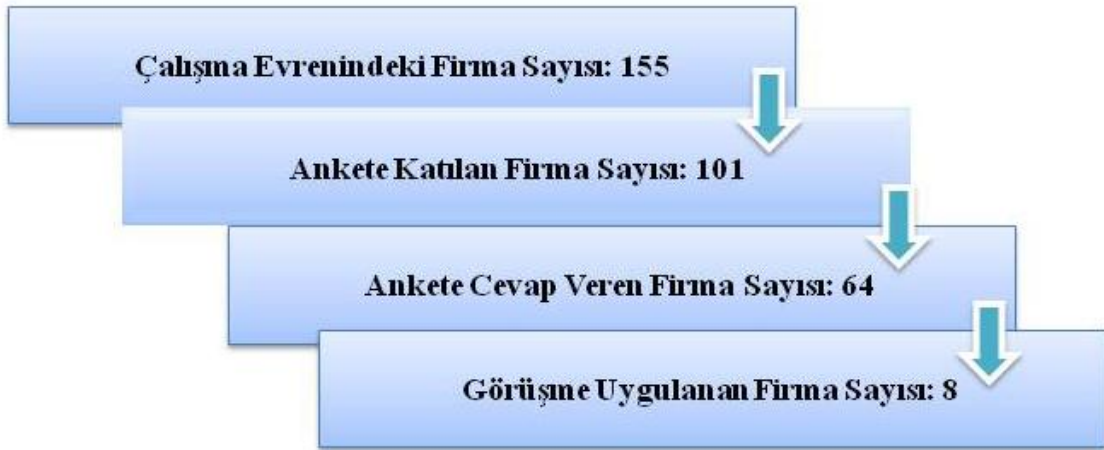 Çalışma Evrenindeki Firma Sayısı: 155
Ankete Katılan Firma Sayısı: 101
Ankete Cevap Veren Firma Sayısı: 64
Görüşme Uygulanan Firma Sayısı: 8